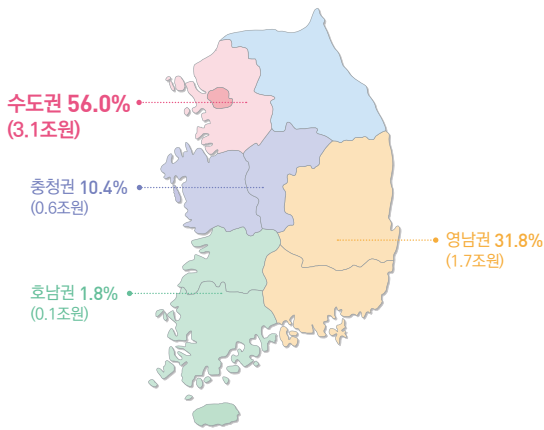 수도권 56.0%
(3.1조원)
충청권 10.4%
(0.6조원)
영남권 31.8%
(1.7조원)
호남권 1.8%
(0.1조원)